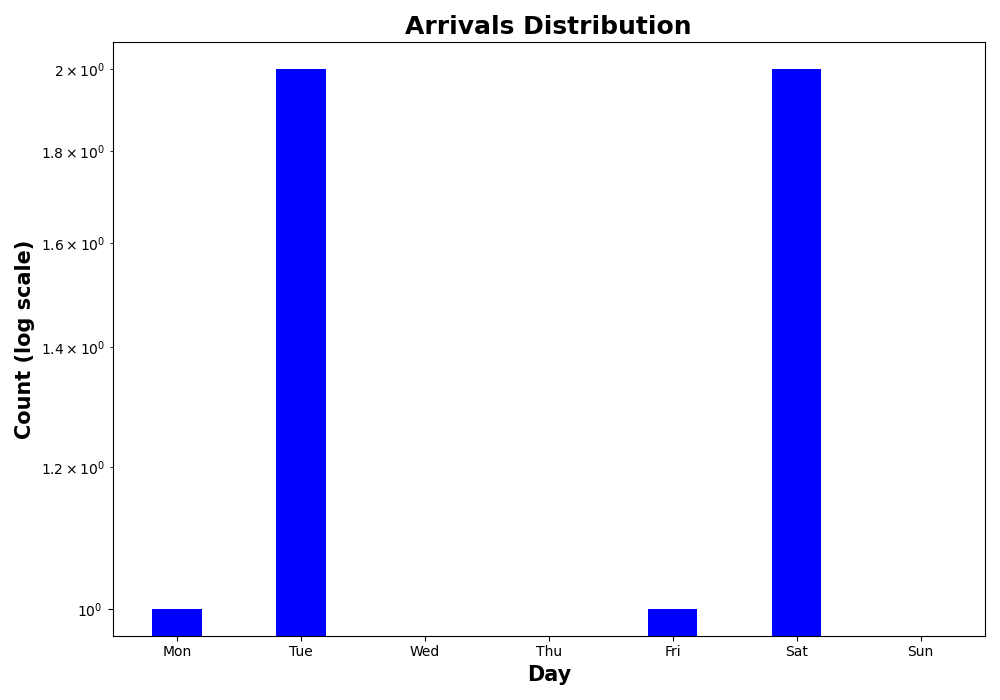 Arrivals Distribution
Count (log scale)
2 × 10⁰
1.8 × 10⁰
1.6 × 10⁰
1.4 × 10⁰
1.2 × 10⁰
10⁰
Mon Tue Wed Thu Fri Sat Sun
Day